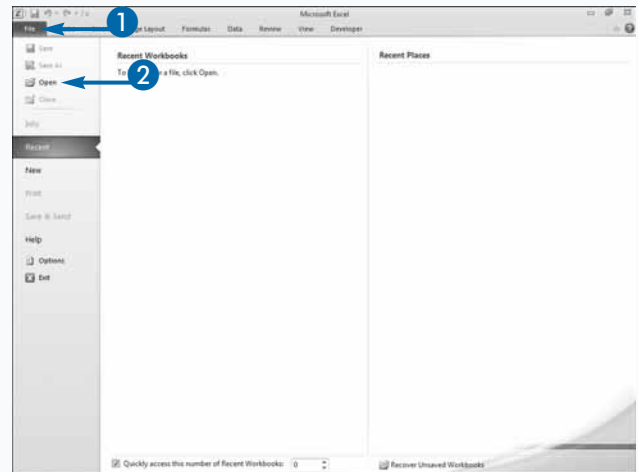 Microsoft Excel
1
File Page Layout Formulas Data Review View Developer
Save
Save As
2
Open
Close
Info
Recent
New
Print
Save & Send
Help
Options
Exit
Recent Workbooks
To a file, click Open.
Recent Places
Quickly access this number of Recent Workbooks: 0
Recover Unsaved Workbooks